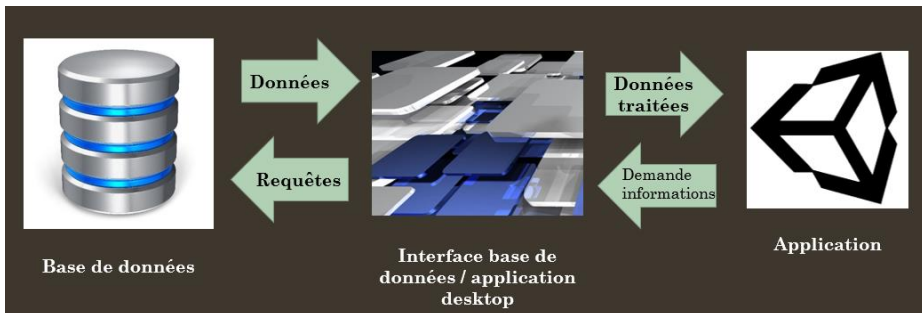 Données
Requêtes
Données
traitées
Demande
informations
Base de données
Interface base de
données / application
desktop
Application